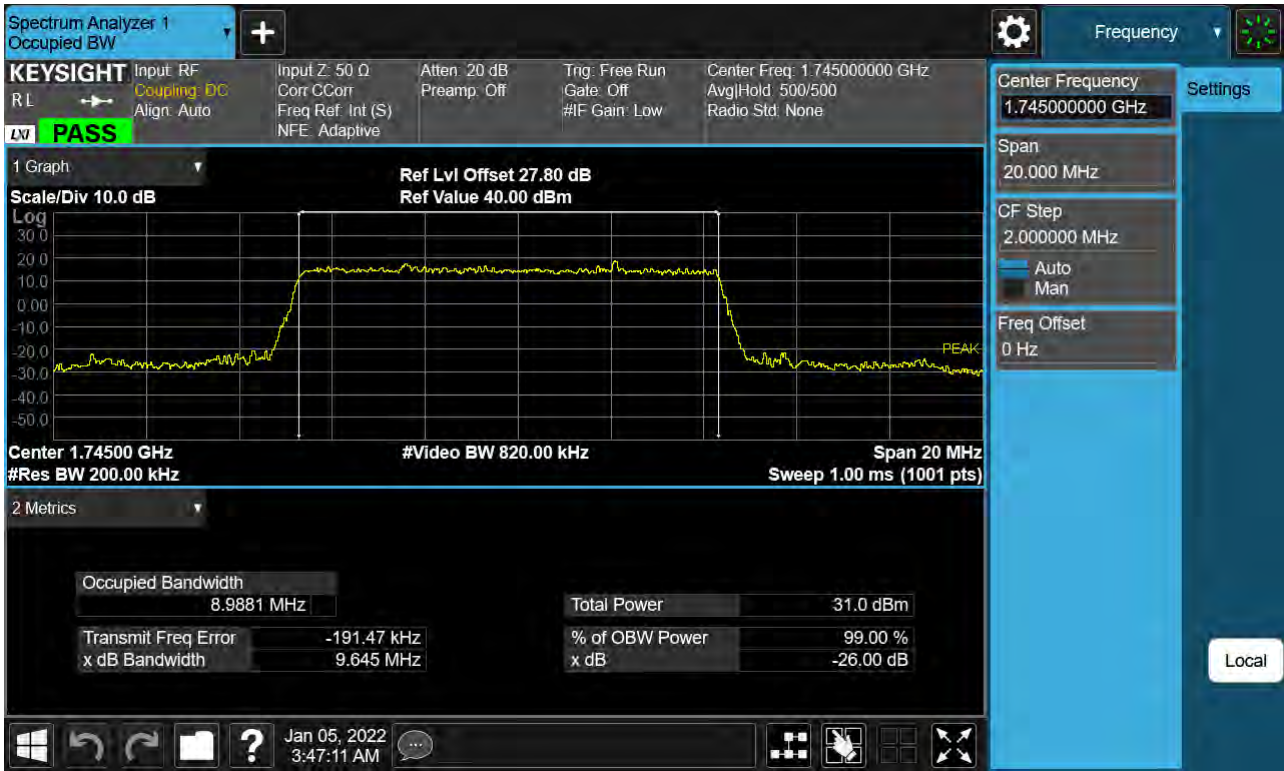 Spectrum Analyzer 1
Occupied BW
Frequency
KEYSIGHT
RL
LXI
PASS
Input: RF
Coupling: DC
Align: Auto
Input Z: 50 Ω
Corr CCorr
Freq Ref: Int (S)
NFE: Adaptive
Atten: 20 dB
Preamp: Off
Trig: Free Run
Gate: Off
#IF Gain: Low
Center Freq: 1.745000000 GHz
Avg|Hold: 500/500
Radio Std: None
1 Graph
Scale/Div 10.0 dB
Ref Lvl Offset 27.80 dB
Ref Value 40.00 dBm
Log
30.0
20.0
10.0
0.00
-10.0
-20.0
-30.0
-40.0
-50.0
PEAK
Center 1.74500 GHz
#Res BW 200.00 kHz
#Video BW 820.00 kHz
Span 20 MHz
Sweep 1.00 ms (1001 pts)
2 Metrics
Occupied Bandwidth
8.9881 MHz
Transmit Freq Error -191.47 kHz
x dB Bandwidth 9.645 MHz
Total Power 31.0 dBm
% of OBW Power 99.00 %
x dB -26.00 dB
Center Frequency
1.745000000 GHz
Span
20.000 MHz
CF Step
2.000000 MHz
Auto
Man
Freq Offset
0 Hz
Settings
Local
?
Jan 05, 2022
3:47:11 AM